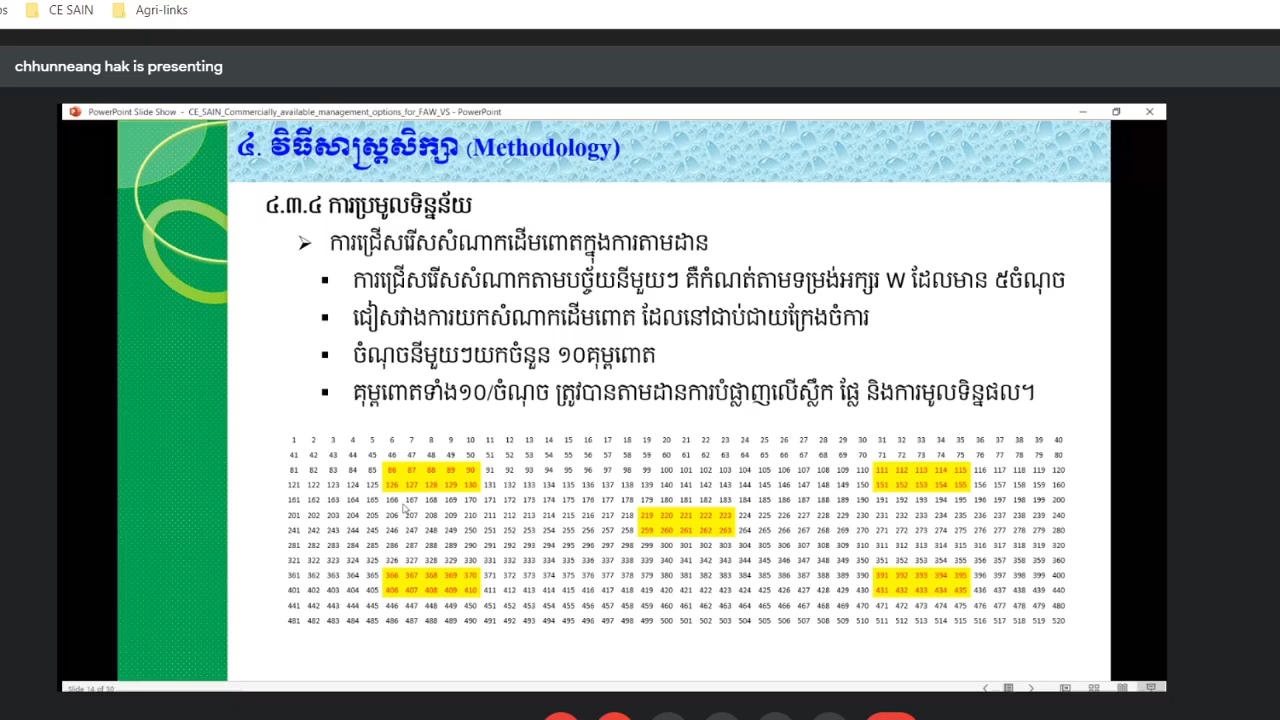 CE SAIN Agri-links
chhunneang hak is presenting
PowerPoint Slide Show - CE_SAIN_Commercially_available_management_options_for_FAW_VS - PowerPoint
៤. វិធីសាស្ត្រសិក្សា (Methodology)
៤.៣.៤ ការប្រមូលទិន្នន័យ
➢ ការជ្រើសរើសសំណាកដើមពោតក្នុងការតាមដាន
▪ ការជ្រើសរើសសំណាកតាមបច្ច័យនីមួយៗ គឺកំណត់តាមទម្រង់អក្សរ W ដែលមាន ៥ចំណុច
▪ ជៀសវាងការយកសំណាកដើមពោត ដែលនៅជាប់ជាយក្រែងចំការ
▪ ចំណុចនីមួយៗយកចំនួន ១០គុម្ពពោត
▪ គុម្ពពោតទាំង១០/ចំណុច ត្រូវបានតាមដានការបំផ្លាញលើស្លឹក ផ្លែ និងការមូលទិន្នផល។
1 2 3 4 5 6 7 8 9 10 11 12 13 14 15 16 17 18 19 20 21 22 23 24 25 26 27 28 29 30 31 32 33 34 35 36 37 38 39 40
41 42 43 44 45 46 47 48 49 50 51 52 53 54 55 56 57 58 59 60 61 62 63 64 65 66 67 68 69 70 71 72 73 74 75 76 77 78 79 80
81 82 83 84 85 86 87 88 89 90 91 92 93 94 95 96 97 98 99 100 101 102 103 104 105 106 107 108 109 110 111 112 113 114 115 116 117 118 119 120
121 122 123 124 125 126 127 128 129 130 131 132 133 134 135 136 137 138 139 140 141 142 143 144 145 146 147 148 149 150 151 152 153 154 155 156 157 158 159 160
161 162 163 164 165 166 167 168 169 170 171 172 173 174 175 176 177 178 179 180 181 182 183 184 185 186 187 188 189 190 191 192 193 194 195 196 197 198 199 200
201 202 203 204 205 206 207 208 209 210 211 212 213 214 215 216 217 218 219 220 221 222 223 224 225 226 227 228 229 230 231 232 233 234 235 236 237 238 239 240
241 242 243 244 245 246 247 248 249 250 251 252 253 254 255 256 257 258 259 260 261 262 263 264 265 266 267 268 269 270 271 272 273 274 275 276 277 278 279 280
281 282 283 284 285 286 287 288 289 290 291 292 293 294 295 296 297 298 299 300 301 302 303 304 305 306 307 308 309 310 311 312 313 314 315 316 317 318 319 320
321 322 323 324 325 326 327 328 329 330 331 332 333 334 335 336 337 338 339 340 341 342 343 344 345 346 347 348 349 350 351 352 353 354 355 356 357 358 359 360
361 362 363 364 365 366 367 368 369 370 371 372 373 374 375 376 377 378 379 380 381 382 383 384 385 386 387 388 389 390 391 392 393 394 395 396 397 398 399 400
401 402 403 404 405 406 407 408 409 410 411 412 413 414 415 416 417 418 419 420 421 422 423 424 425 426 427 428 429 430 431 432 433 434 435 436 437 438 439 440
441 442 443 444 445 446 447 448 449 450 451 452 453 454 455 456 457 458 459 460 461 462 463 464 465 466 467 468 469 470 471 472 473 474 475 476 477 478 479 480
481 482 483 484 485 486 487 488 489 490 491 492 493 494 495 496 497 498 499 500 501 502 503 504 505 506 507 508 509 510 511 512 513 514 515 516 517 518 519 520